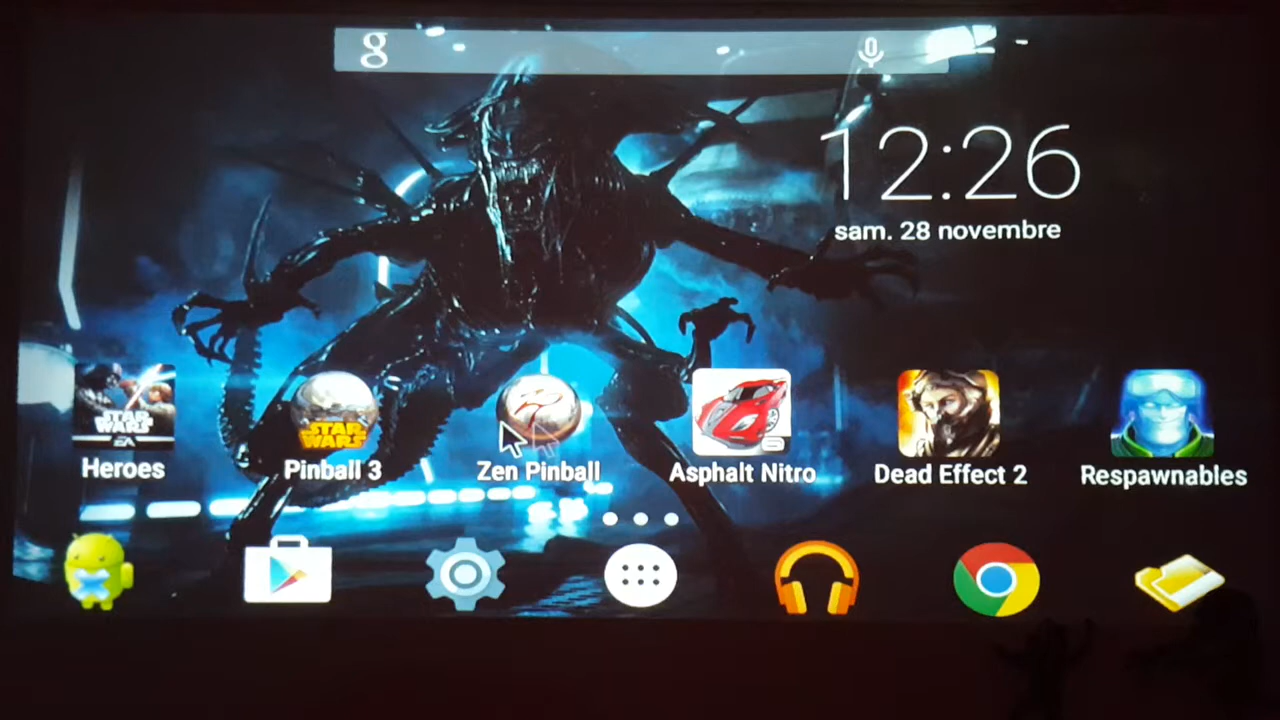 g
12:26
sam. 28 novembre
STAR WARS
EA
STAR WARS
Heroes
Pinball 3
Zen Pinball
Asphalt Nitro
Dead Effect 2
Respawnables